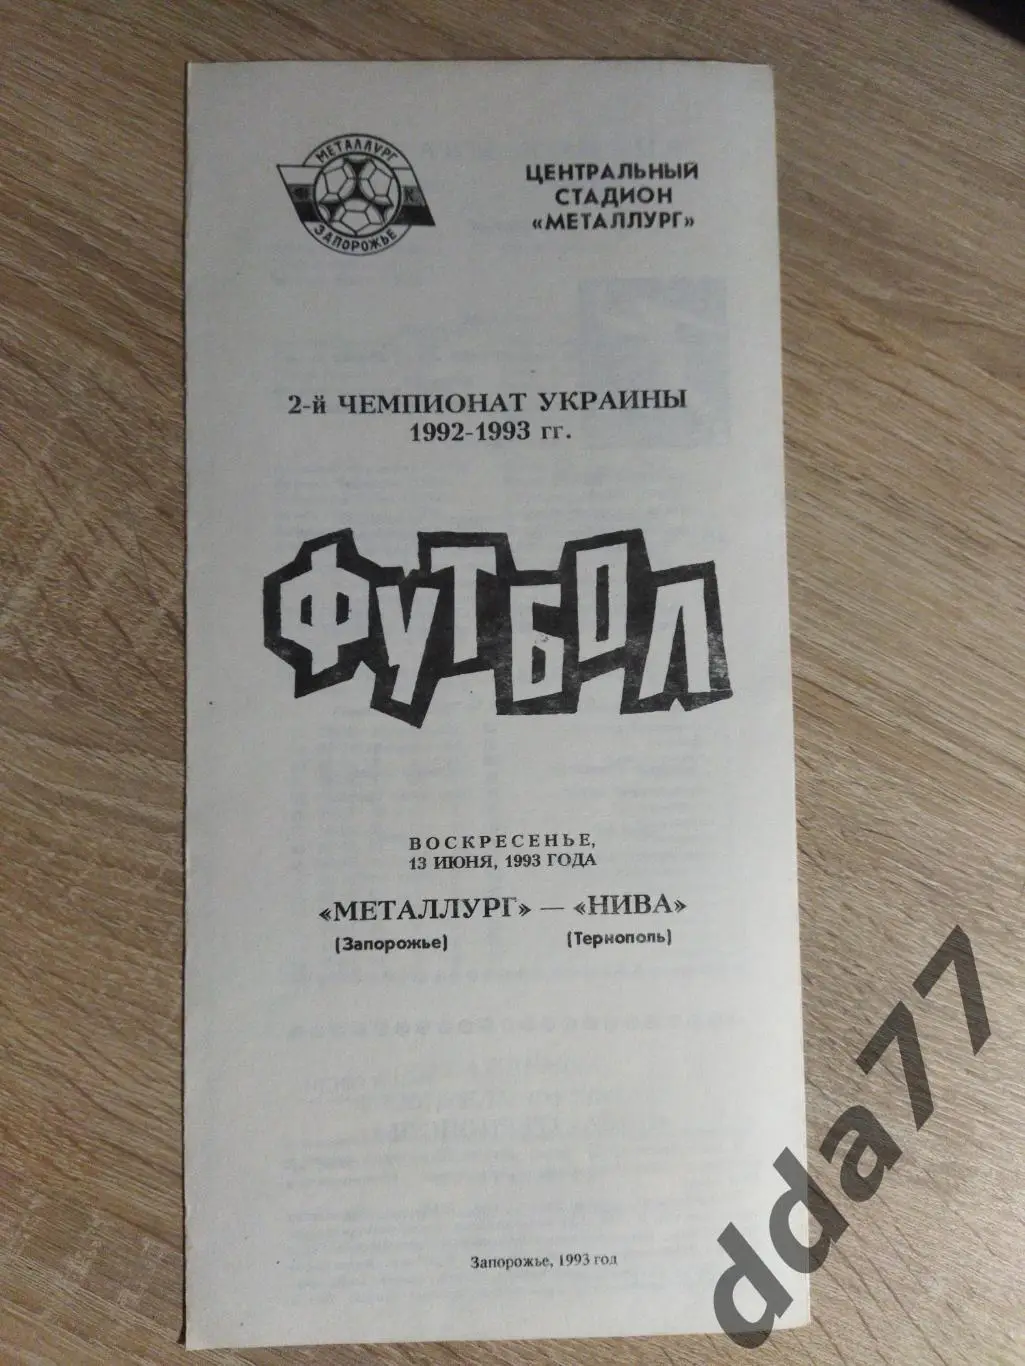 МЕТАЛЛУРГ
Ф К
ЗАПОРОЖЬЕ
ЦЕНТРАЛЬНЫЙ
СТАДИОН
«МЕТАЛЛУРГ»
2-й ЧЕМПИОНАТ УКРАИНЫ
1992-1993 гг.
ФУТБОЛ
ВОСКРЕСЕНЬЕ,
13 ИЮНЯ, 1993 ГОДА
«МЕТАЛЛУРГ» — «НИВА»
(Запорожье) (Тернополь)
Запорожье, 1993 год
dda77